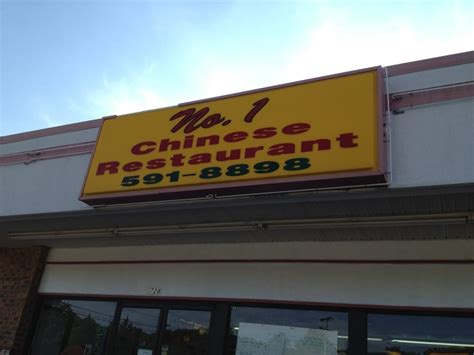 No. 1
Chinese
Restaurant
591-8898